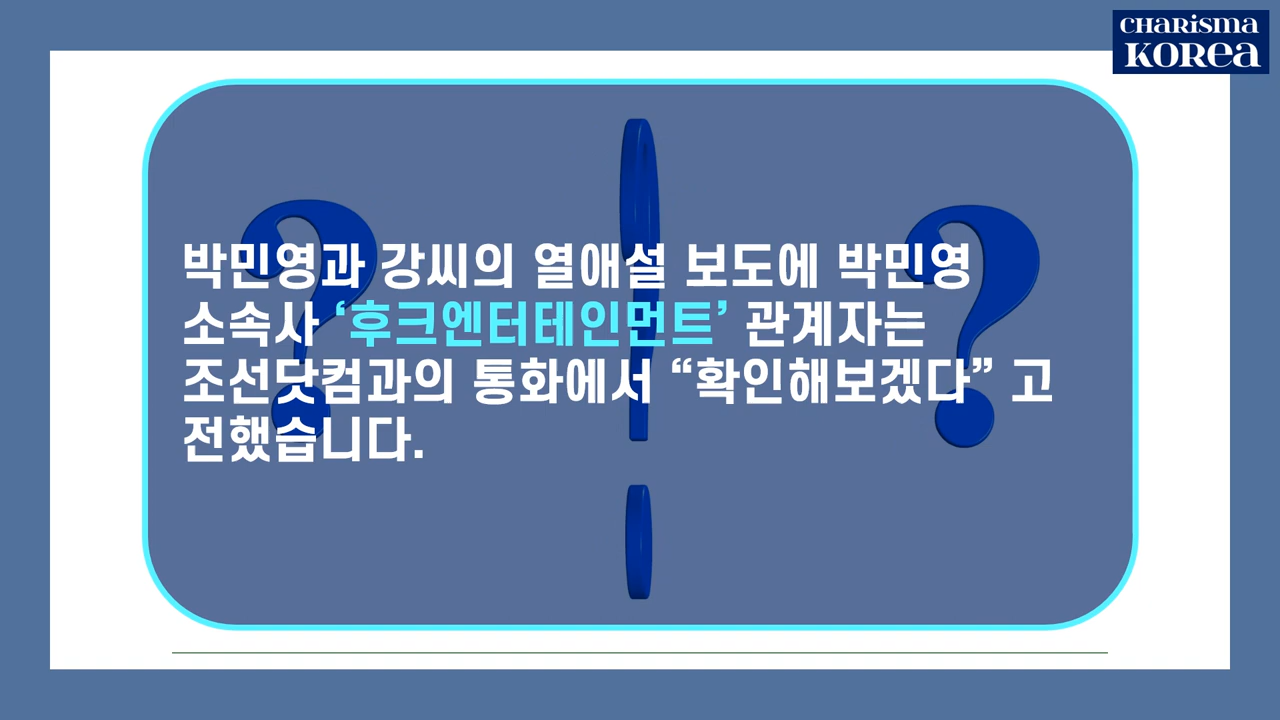 CHARISMA
KOREA
박민영과 강씨의 열애설 보도에 박민영
소속사 ‘후크엔터테인먼트’ 관계자는
조선닷컴과의 통화에서 “확인해보겠다” 고
전했습니다.